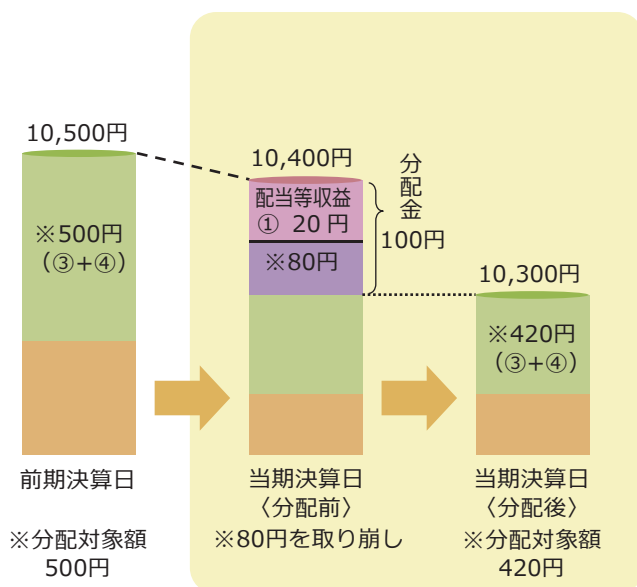 10,500円
※500円
（③+④）
前期決算日
※分配対象額
500円
10,400円
配当等収益
① 20 円
※80円
分配金
100円
当期決算日
〈分配前〉
※80円を取り崩し
10,300円
※420円
（③+④）
当期決算日
〈分配後〉
※分配対象額
420円